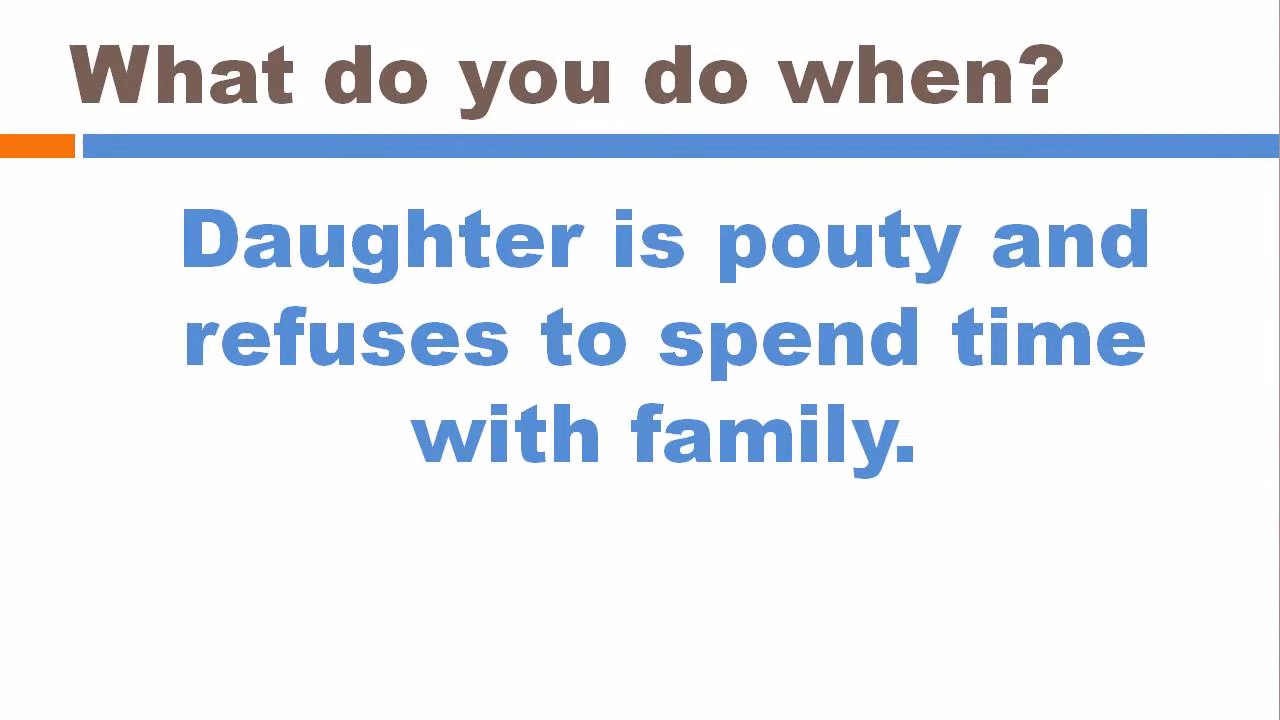 What do you do when?
Daughter is pouty and
refuses to spend time
with family.